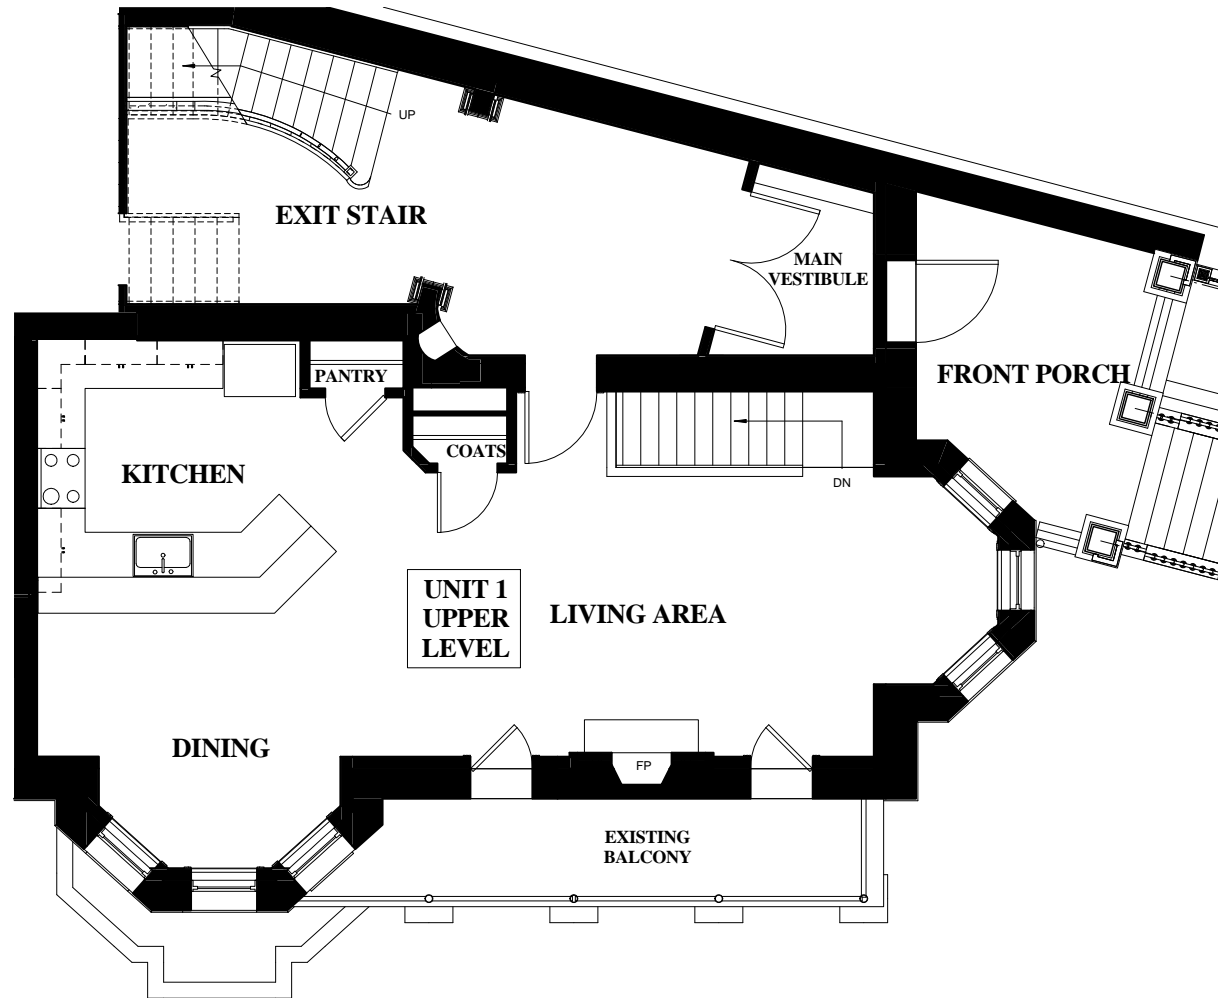 UP
EXIT STAIR
MAIN
VESTIBULE
FRONT PORCH
PANTRY
COATS
KITCHEN
DN
UNIT 1
UPPER
LEVEL
LIVING AREA
DINING
FP
EXISTING
BALCONY